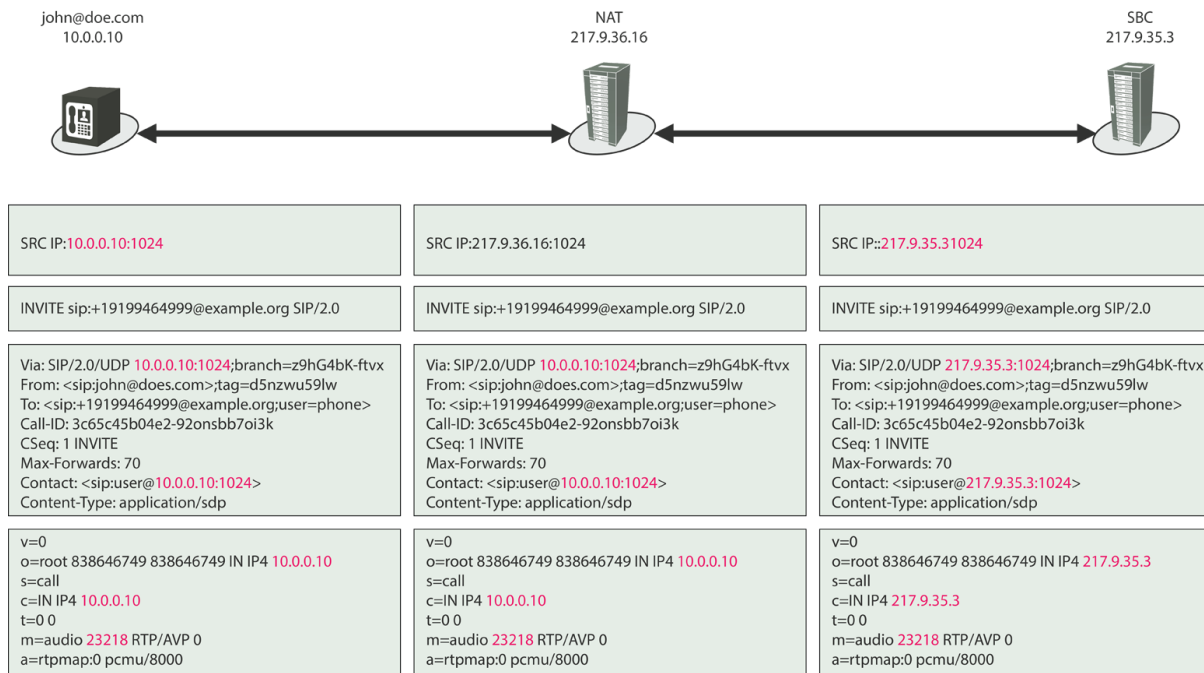 john@doe.com
10.0.0.10
NAT
217.9.36.16
SBC
217.9.35.3
SRC IP:10.0.0.10:1024
SRC IP:217.9.36.16:1024
SRC IP::217.9.35.31024
INVITE sip:+19199464999@example.org SIP/2.0
INVITE sip:+19199464999@example.org SIP/2.0
INVITE sip:+19199464999@example.org SIP/2.0
Via: SIP/2.0/UDP 10.0.0.10:1024;branch=z9hG4bK-ftvx
From: <sip:john@does.com>;tag=d5nzwu59lw
To: <sip:+19199464999@example.org;user=phone>
Call-ID: 3c65c45b04e2-92onsbb7oi3k
CSeq: 1 INVITE
Max-Forwards: 70
Contact: <sip:user@10.0.0.10:1024>
Content-Type: application/sdp
Via: SIP/2.0/UDP 10.0.0.10:1024;branch=z9hG4bK-ftvx
From: <sip:john@does.com>;tag=d5nzwu59lw
To: <sip:+19199464999@example.org;user=phone>
Call-ID: 3c65c45b04e2-92onsbb7oi3k
CSeq: 1 INVITE
Max-Forwards: 70
Contact: <sip:user@10.0.0.10:1024>
Content-Type: application/sdp
Via: SIP/2.0/UDP 217.9.35.3:1024;branch=z9hG4bK-ftvx
From: <sip:john@does.com>;tag=d5nzwu59lw
To: <sip:+19199464999@example.org;user=phone>
Call-ID: 3c65c45b04e2-92onsbb7oi3k
CSeq: 1 INVITE
Max-Forwards: 70
Contact: <sip:user@217.9.35.3:1024>
Content-Type: application/sdp
v=0
o=root 838646749 838646749 IN IP4 10.0.0.10
s=call
c=IN IP4 10.0.0.10
t=0 0
m=audio 23218 RTP/AVP 0
a=rtpmap:0 pcmu/8000
v=0
o=root 838646749 838646749 IN IP4 10.0.0.10
s=call
c=IN IP4 10.0.0.10
t=0 0
m=audio 23218 RTP/AVP 0
a=rtpmap:0 pcmu/8000
v=0
o=root 838646749 838646749 IN IP4 217.9.35.3
s=call
c=IN IP4 217.9.35.3
t=0 0
m=audio 23218 RTP/AVP 0
a=rtpmap:0 pcmu/8000